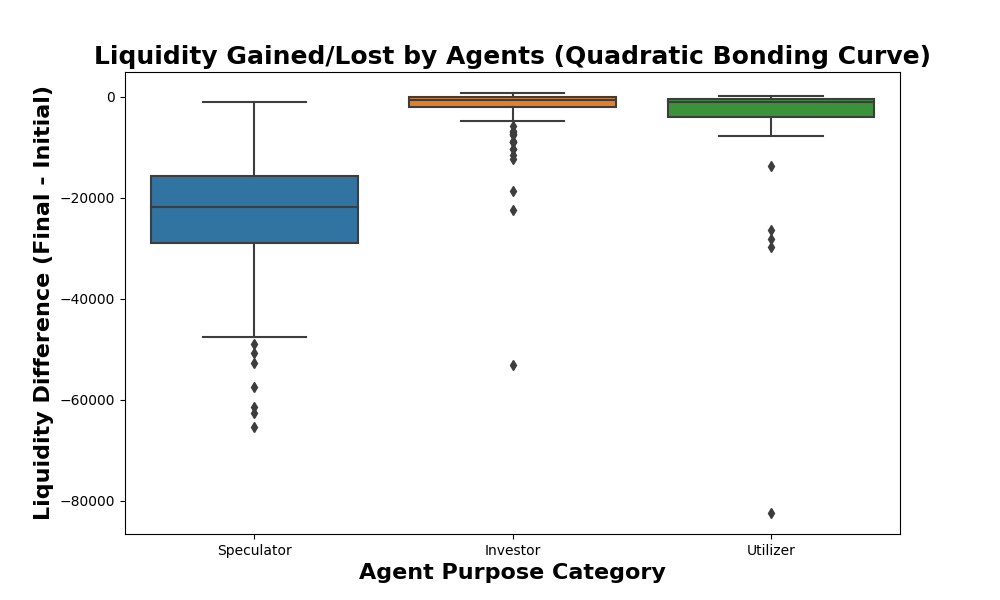 Liquidity Gained/Lost by Agents (Quadratic Bonding Curve)
Liquidity Difference (Final - Initial)
0
−20000
−40000
−60000
−80000
Speculator
Investor
Utilizer
Agent Purpose Category